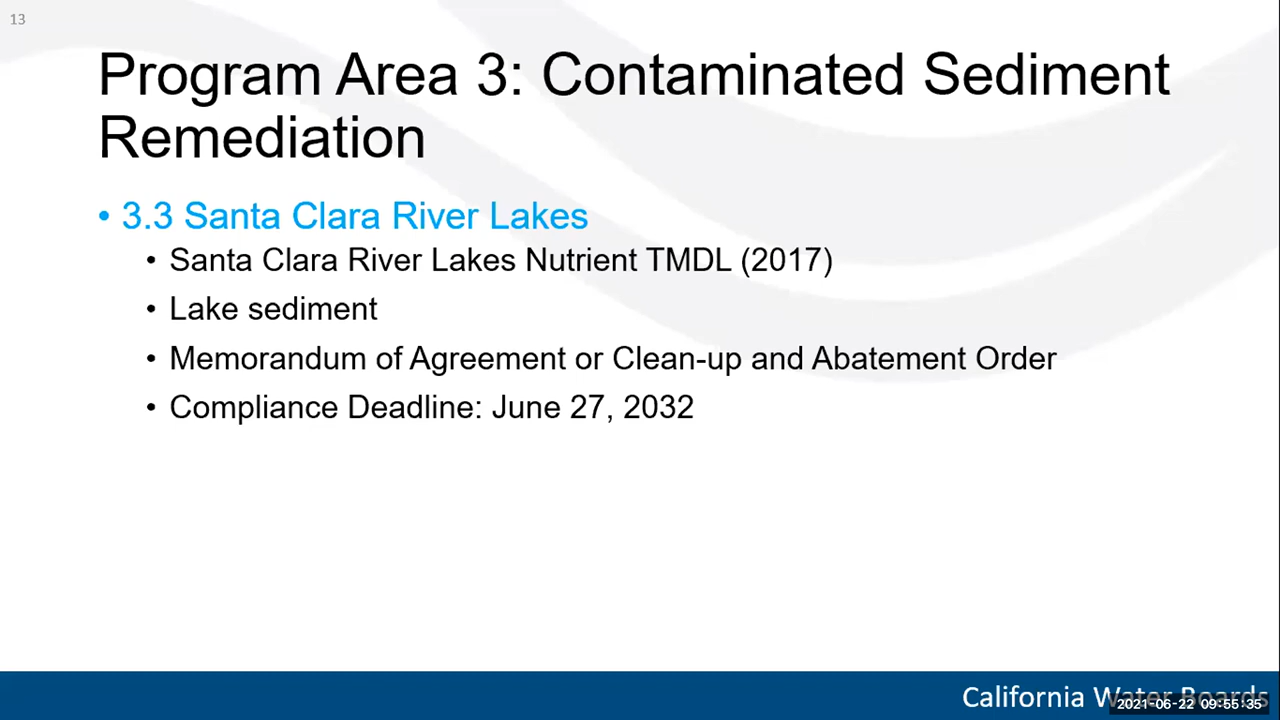 13
Program Area 3: Contaminated Sediment
Remediation
• 3.3 Santa Clara River Lakes
• Santa Clara River Lakes Nutrient TMDL (2017)
• Lake sediment
• Memorandum of Agreement or Clean-up and Abatement Order
• Compliance Deadline: June 27, 2032
California Water Boards
2021-06-22 09:55:35